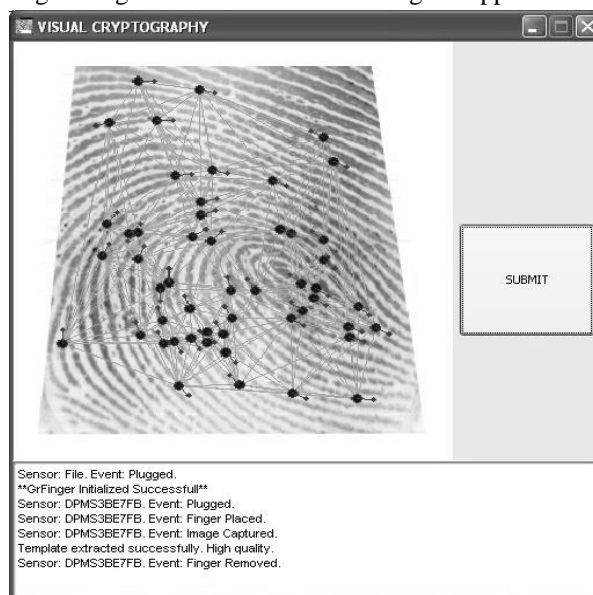 VISUAL CRYPTOGRAPHY
SUBMIT
Sensor: File. Event: Plugged.
**GrFinger Initialized Successfull**
Sensor: DPMS3BE7FB. Event: Plugged.
Sensor: DPMS3BE7FB. Event: Finger Placed.
Sensor: DPMS3BE7FB. Event: Image Captured.
Template extracted successfully. High quality.
Sensor: DPMS3BE7FB. Event: Finger Removed.